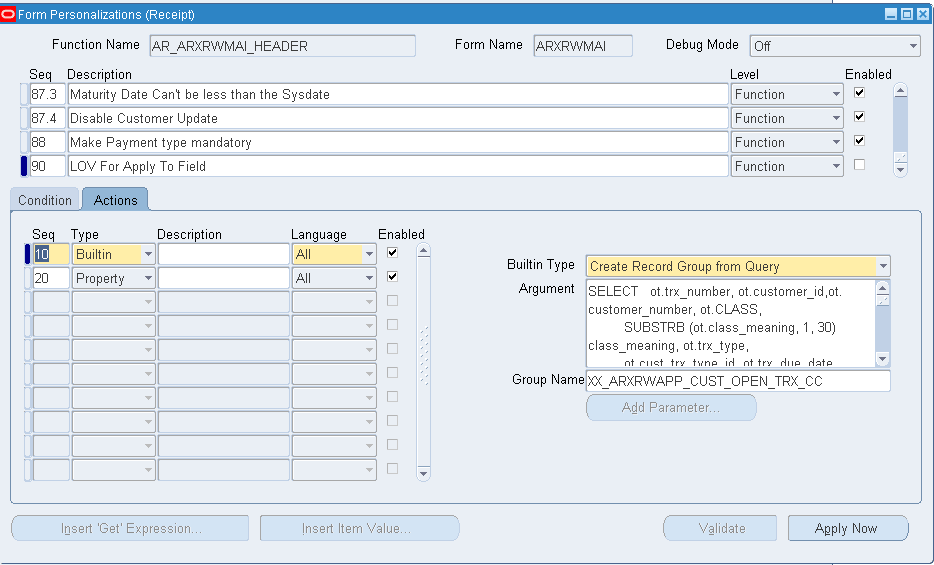 Form Personalizations (Receipt)
Function Name AR_ARXRWMAI_HEADER Form Name ARXRWMAI Debug Mode Off
Seq Description Level Enabled
87.3 Maturity Date Can't be less than the Sysdate Function
87.4 Disable Customer Update Function
88 Make Payment type mandatory Function
90 LOV For Apply To Field Function
Condition Actions
Seq Type Description Language Enabled
10 Builtin All
20 Property All
Builtin Type Create Record Group from Query
Argument SELECT ot.trx_number, ot.customer_id,ot.
customer_number, ot.CLASS,
SUBSTRB (ot.class_meaning, 1, 30)
class_meaning, ot.trx_type,
ot.cust_trx_type_id, ot.trx_due_date
Group Name XX_ARXRWAPP_CUST_OPEN_TRX_CC
Add Parameter...
Insert 'Get' Expression... Insert Item Value... Validate Apply Now